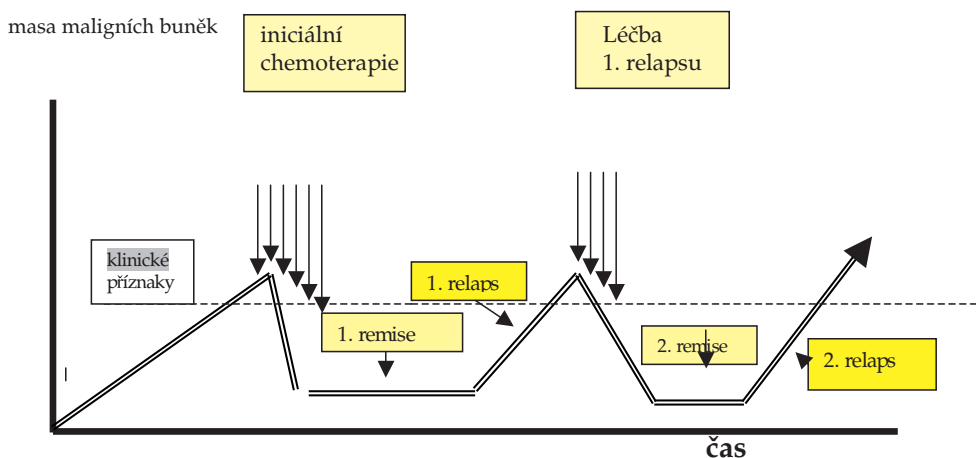 masa maligních buněk
iniciální
chemoterapie
Léčba
1. relapsu
klinické
příznaky
1. relaps
1. remise
2. remise
2. relaps
čas